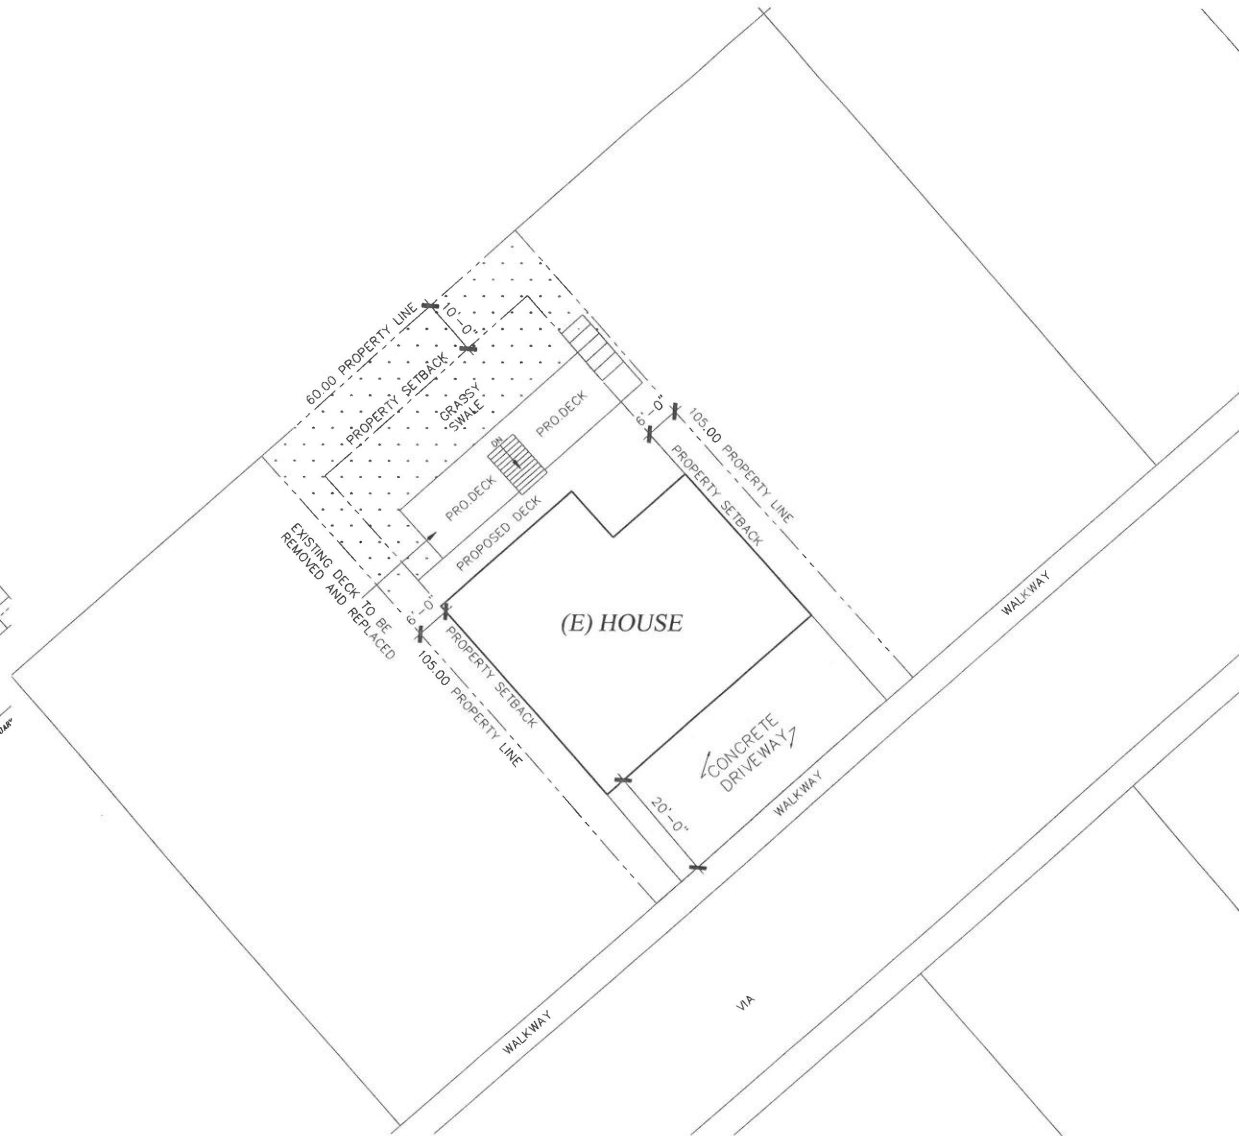 60.00 PROPERTY LINE
10'-0"
PROPERTY SETBACK
GRASSY
SWALE
PRO.DECK
DN
PRO.DECK
PROPOSED DECK
6'-0"
105.00 PROPERTY LINE
PROPERTY SETBACK
EXISTING DECK TO BE
REMOVED AND REPLACED
6'-0"
PROPERTY SETBACK
105.00 PROPERTY LINE
(E) HOUSE
CONCRETE
DRIVEWAY
20'-0"
WALKWAY
WALKWAY
WALKWAY
VIA